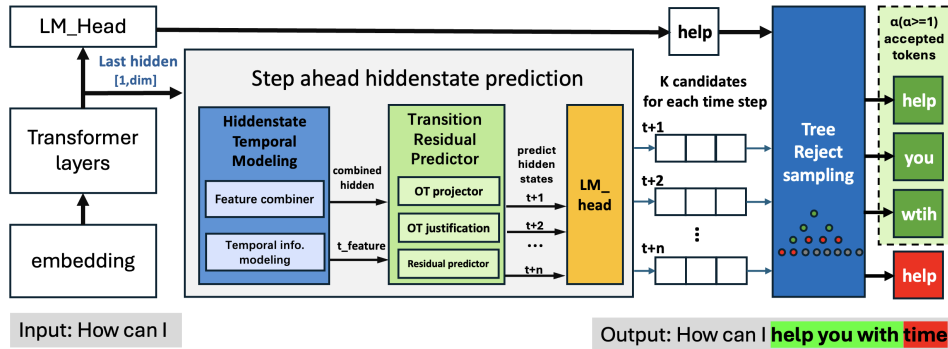 LM_Head
Last hidden
[1,dim]
Transformer
layers
embedding
Input: How can I
Step ahead hiddenstate prediction
Hiddenstate
Temporal
Modeling
Feature combiner
Temporal info.
modeling
combined
hidden
t_feature
Transition
Residual
Predictor
OT projector
OT justification
Residual predictor
predict
hidden
states
t+1
t+2
...
t+n
LM_
head
help
K candidates
for each time step
t+1
t+2
⋮
t+n
Tree
Reject
sampling
α(α>=1)
accepted
tokens
help
you
wtih
help
Output: How can I help you with time